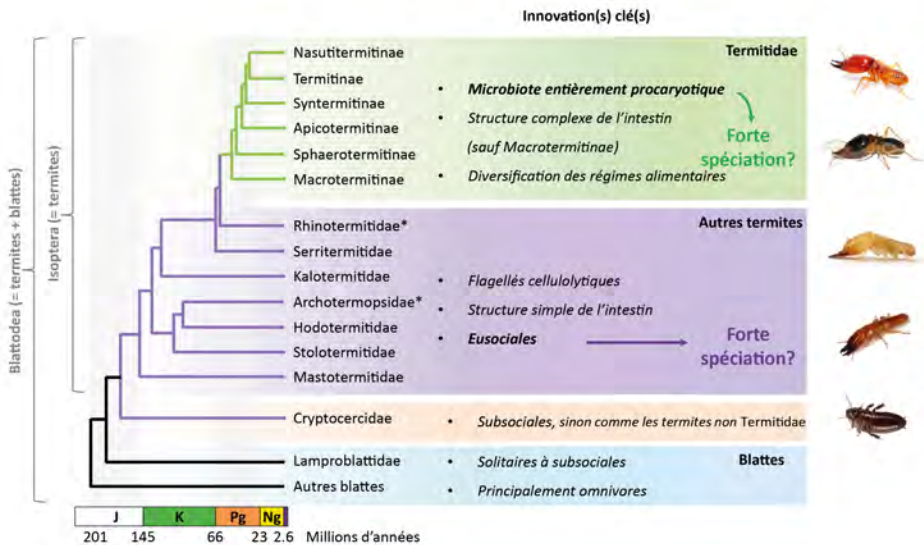 Innovation(s) clé(s)
Blattodea (= termites + blattes)
Isoptera (= termites)
Nasutitermitinae
Termitinae
Syntermitinae
Apicotermitinae
Sphaerotermitinae
Macrotermitinae
Termitidae
• Microbiote entièrement procaryotique
• Structure complexe de l'intestin
(sauf Macrotermitinae)
• Diversification des régimes alimentaires
Forte
spéciation?
Rhinotermitidae*
Serritermitidae
Kalotermitidae
Archotermopsidae*
Hodotermitidae
Stolotermitidae
Mastotermitidae
Autres termites
• Flagellés cellulolytiques
• Structure simple de l'intestin
• Eusociales
Forte
spéciation?
Cryptocercidae
• Subsociales, sinon comme les termites non Termitidae
Lamproblattidae
Autres blattes
Blattes
• Solitaires à subsociales
• Principalement omnivores
J K Pg Ng
201 145 66 23 2.6 Millions d'années